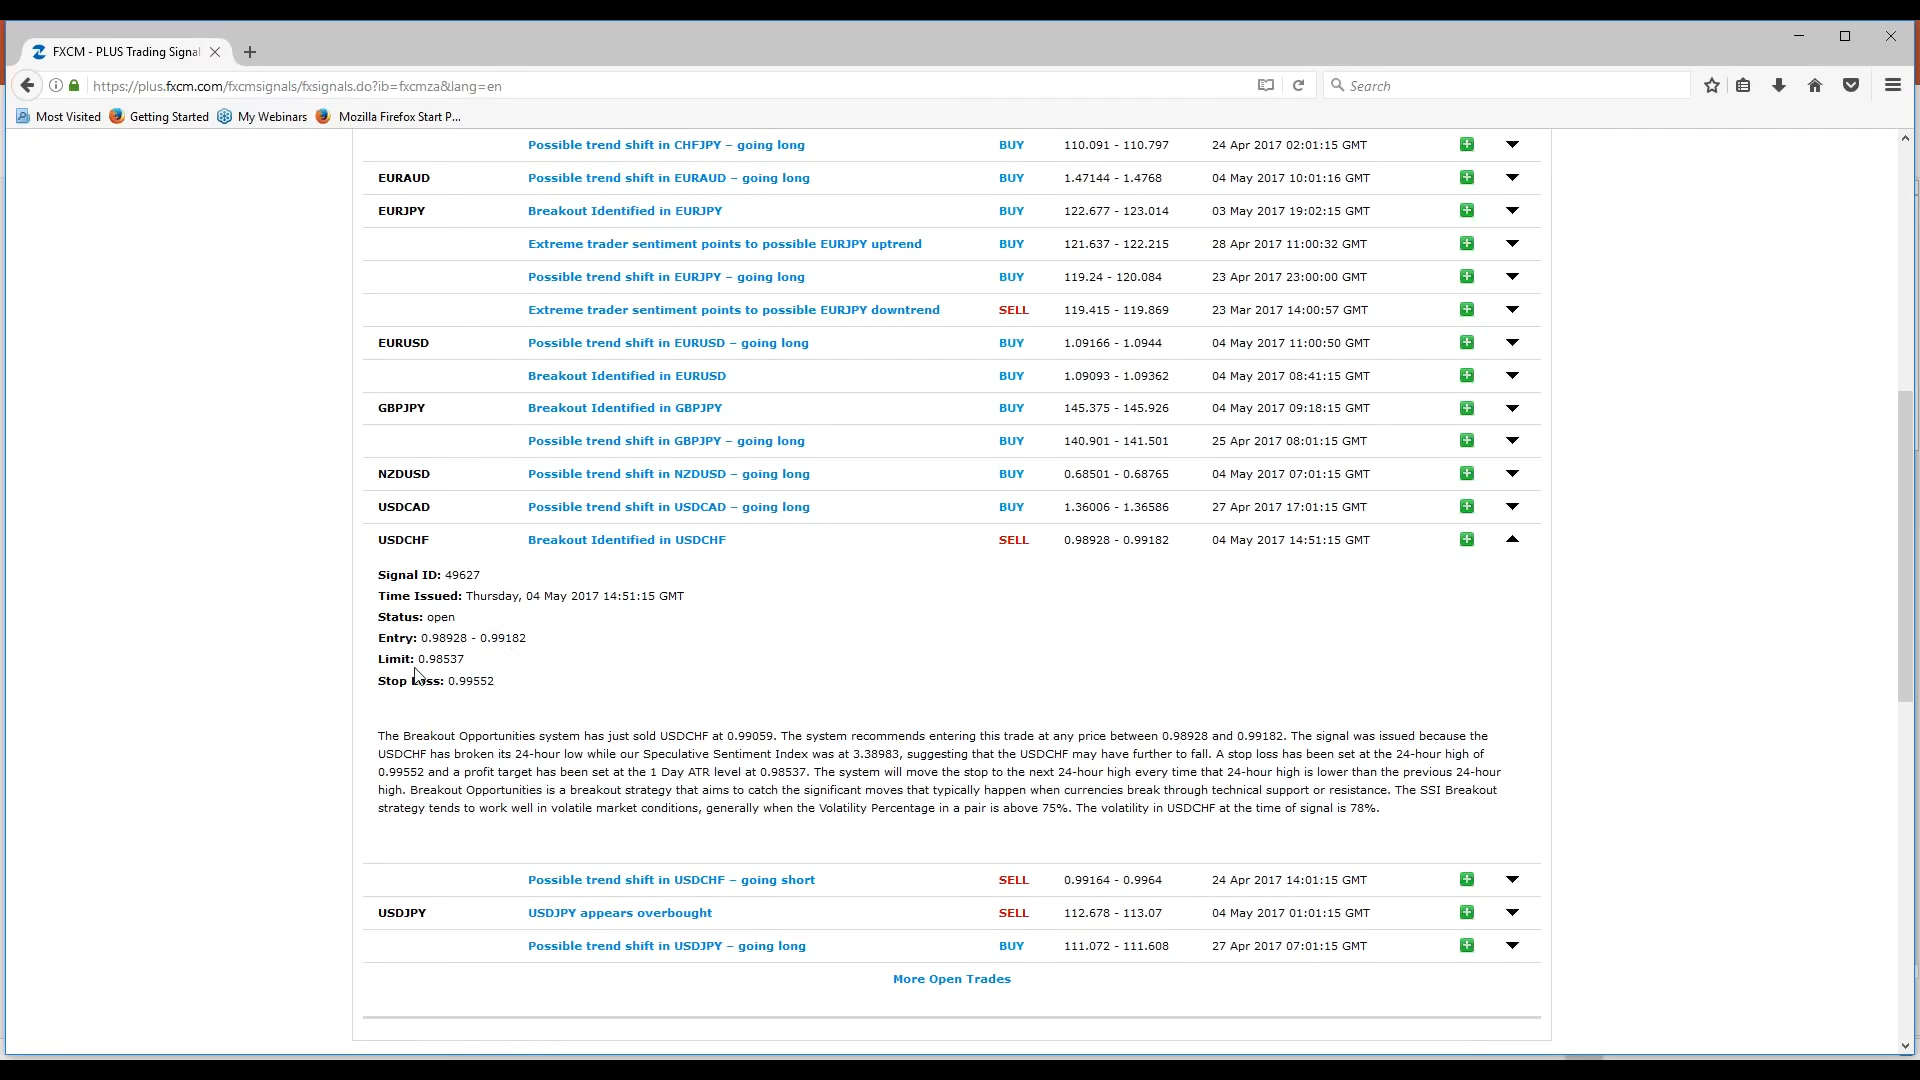 FXCM - PLUS Trading Signal
https://plus.fxcm.com/fxcmsignals/fxsignals.do?ib=fxcmza&lang=en
Search
Most Visited Getting Started My Webinars Mozilla Firefox Start P...
Possible trend shift in CHFJPY – going long BUY 110.091 - 110.797 24 Apr 2017 02:01:15 GMT
EURAUD Possible trend shift in EURAUD – going long BUY 1.47144 - 1.4768 04 May 2017 10:01:16 GMT
EURJPY Breakout Identified in EURJPY BUY 122.677 - 123.014 03 May 2017 19:02:15 GMT
Extreme trader sentiment points to possible EURJPY uptrend BUY 121.637 - 122.215 28 Apr 2017 11:00:32 GMT
Possible trend shift in EURJPY – going long BUY 119.24 - 120.084 23 Apr 2017 23:00:00 GMT
Extreme trader sentiment points to possible EURJPY downtrend SELL 119.415 - 119.869 23 Mar 2017 14:00:57 GMT
EURUSD Possible trend shift in EURUSD – going long BUY 1.09166 - 1.0944 04 May 2017 11:00:50 GMT
Breakout Identified in EURUSD BUY 1.09093 - 1.09362 04 May 2017 08:41:15 GMT
GBPJPY Breakout Identified in GBPJPY BUY 145.375 - 145.926 04 May 2017 09:18:15 GMT
Possible trend shift in GBPJPY – going long BUY 140.901 - 141.501 25 Apr 2017 08:01:15 GMT
NZDUSD Possible trend shift in NZDUSD – going long BUY 0.68501 - 0.68765 04 May 2017 07:01:15 GMT
USDCAD Possible trend shift in USDCAD – going long BUY 1.36006 - 1.36586 27 Apr 2017 17:01:15 GMT
USDCHF Breakout Identified in USDCHF SELL 0.98928 - 0.99182 04 May 2017 14:51:15 GMT
Signal ID: 49627
Time Issued: Thursday, 04 May 2017 14:51:15 GMT
Status: open
Entry: 0.98928 - 0.99182
Limit: 0.98537
Stop Loss: 0.99552
The Breakout Opportunities system has just sold USDCHF at 0.99059. The system recommends entering this trade at any price between 0.98928 and 0.99182. The signal was issued because the
USDCHF has broken its 24-hour low while our Speculative Sentiment Index was at 3.38983, suggesting that the USDCHF may have further to fall. A stop loss has been set at the 24-hour high of
0.99552 and a profit target has been set at the 1 Day ATR level at 0.98537. The system will move the stop to the next 24-hour high every time that 24-hour high is lower than the previous 24-hour
high. Breakout Opportunities is a breakout strategy that aims to catch the significant moves that typically happen when currencies break through technical support or resistance. The SSI Breakout
strategy tends to work well in volatile market conditions, generally when the Volatility Percentage in a pair is above 75%. The volatility in USDCHF at the time of signal is 78%.
Possible trend shift in USDCHF – going short SELL 0.99164 - 0.9964 24 Apr 2017 14:01:15 GMT
USDJPY USDJPY appears overbought SELL 112.678 - 113.07 04 May 2017 01:01:15 GMT
Possible trend shift in USDJPY – going long BUY 111.072 - 111.608 27 Apr 2017 07:01:15 GMT
More Open Trades